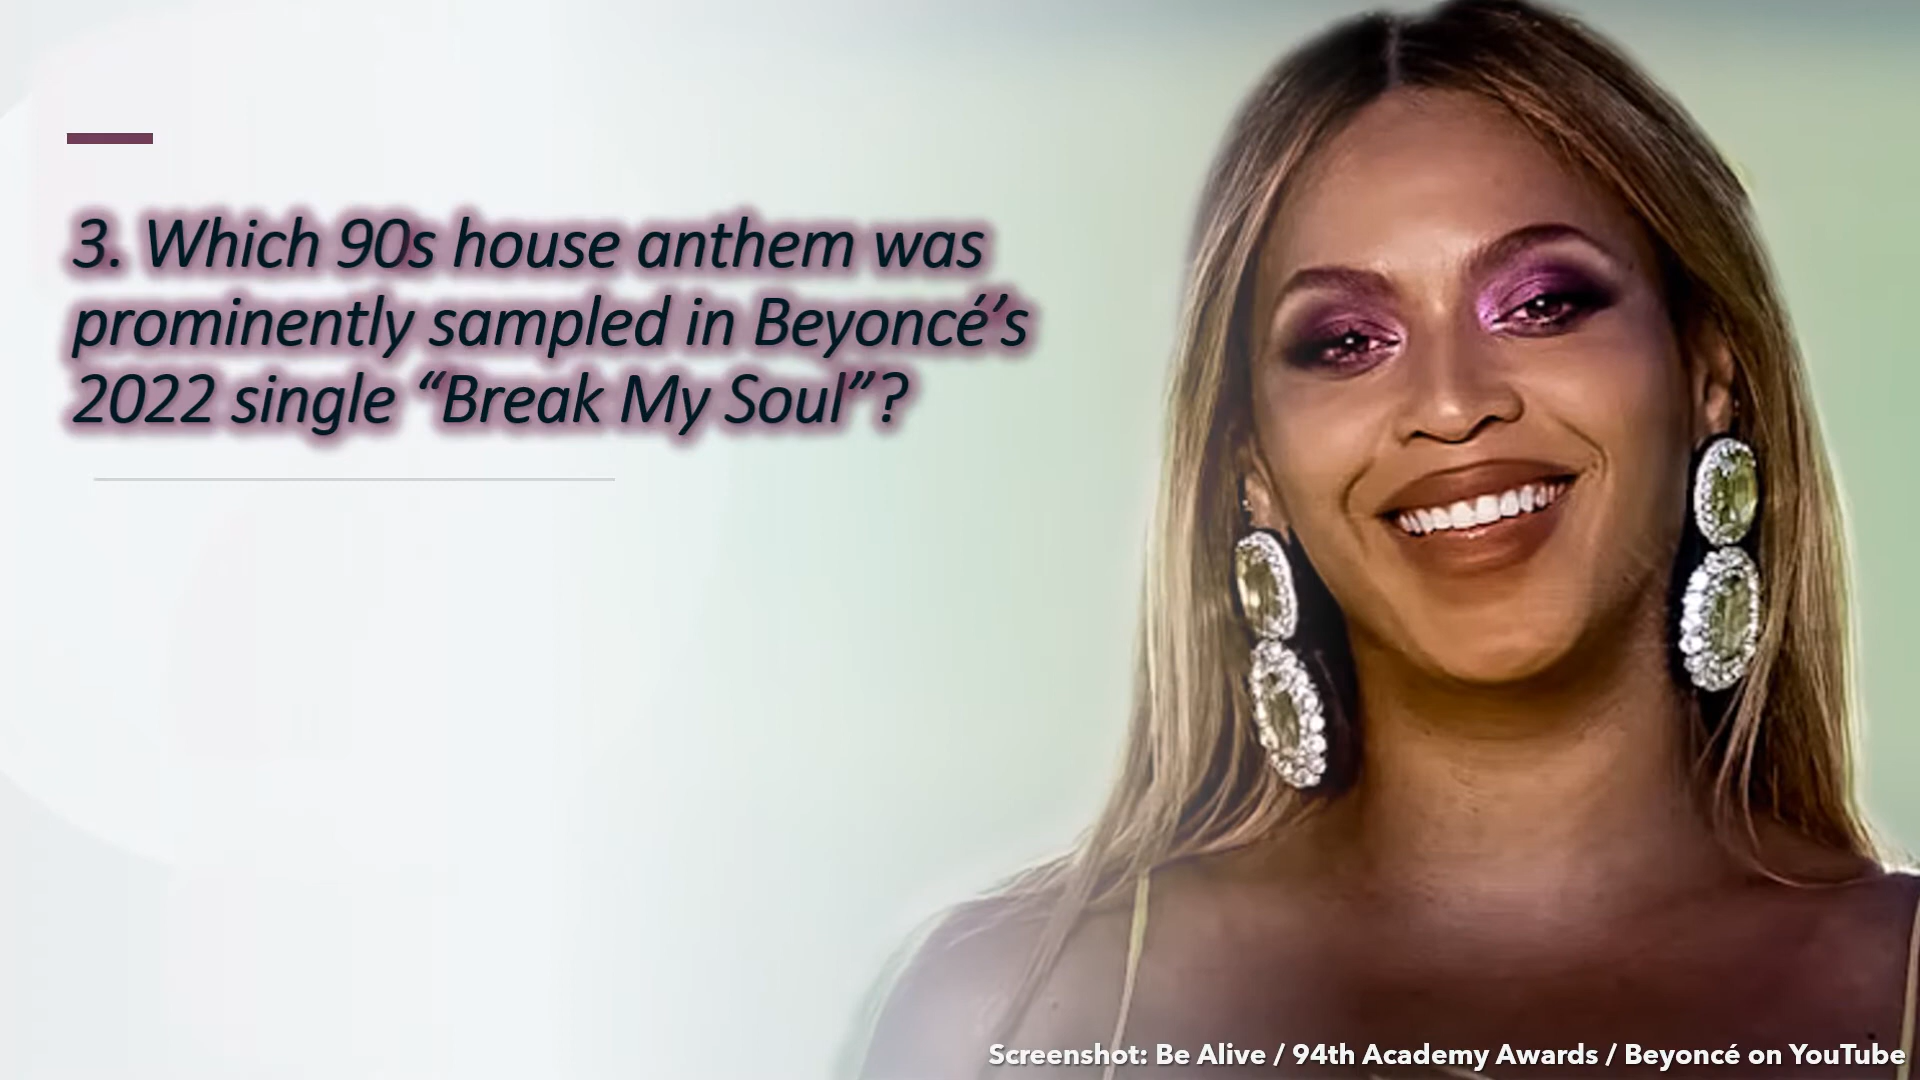 3. Which 90s house anthem was
prominently sampled in Beyoncé’s
2022 single “Break My Soul”?
Screenshot: Be Alive / 94th Academy Awards / Beyoncé on YouTube